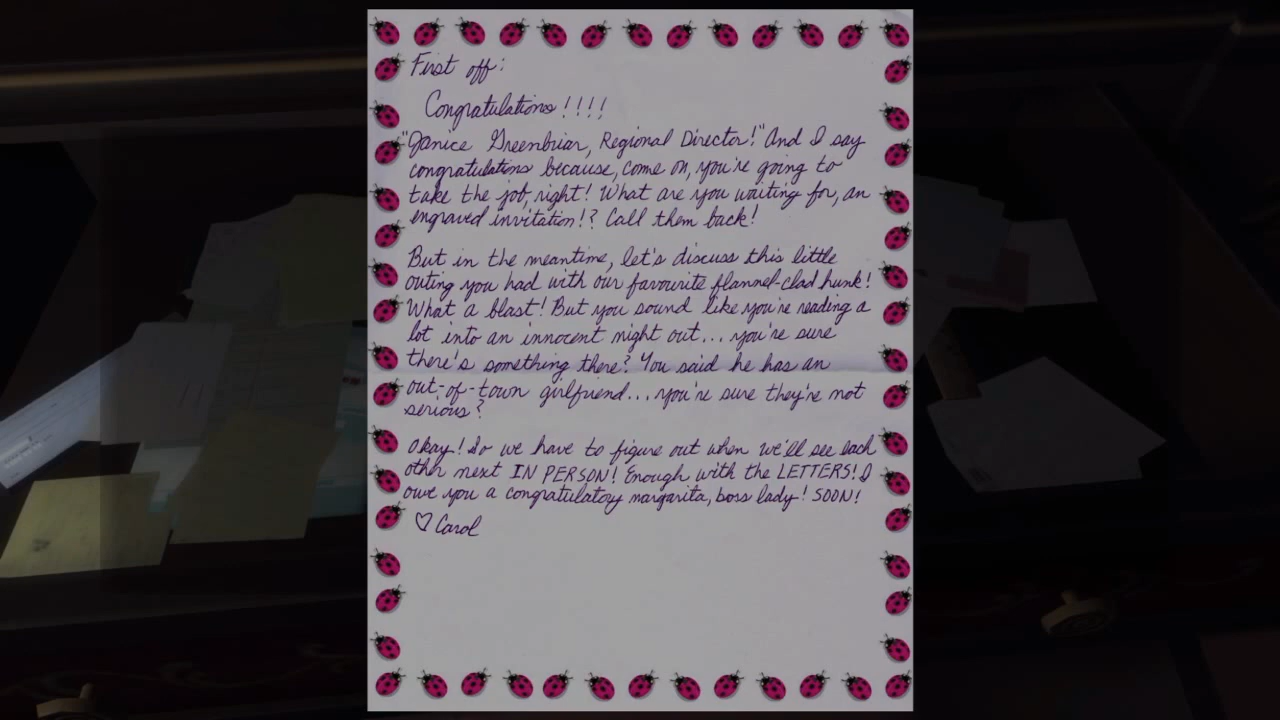 First off:
Congratulations!!!!
"Janice Greenbriar, Regional Director!" And I say
congratulations because, come on, you're going to
take the job, right! What are you waiting for, an
engraved invitation!? Call them back!
But in the meantime, let's discuss this little
outing you had with our favourite flannel-clad hunk!
What a blast! But you sound like you're reading a
lot into an innocent night out... you're sure
there's something there? You said he has an
out-of-town girlfriend... you're sure they're not
serious?
Okay! So we have to figure out when we'll see each
other next IN PERSON! Enough with the LETTERS! I
owe you a congratulatory margarita, boss lady! SOON!
♡ Carol